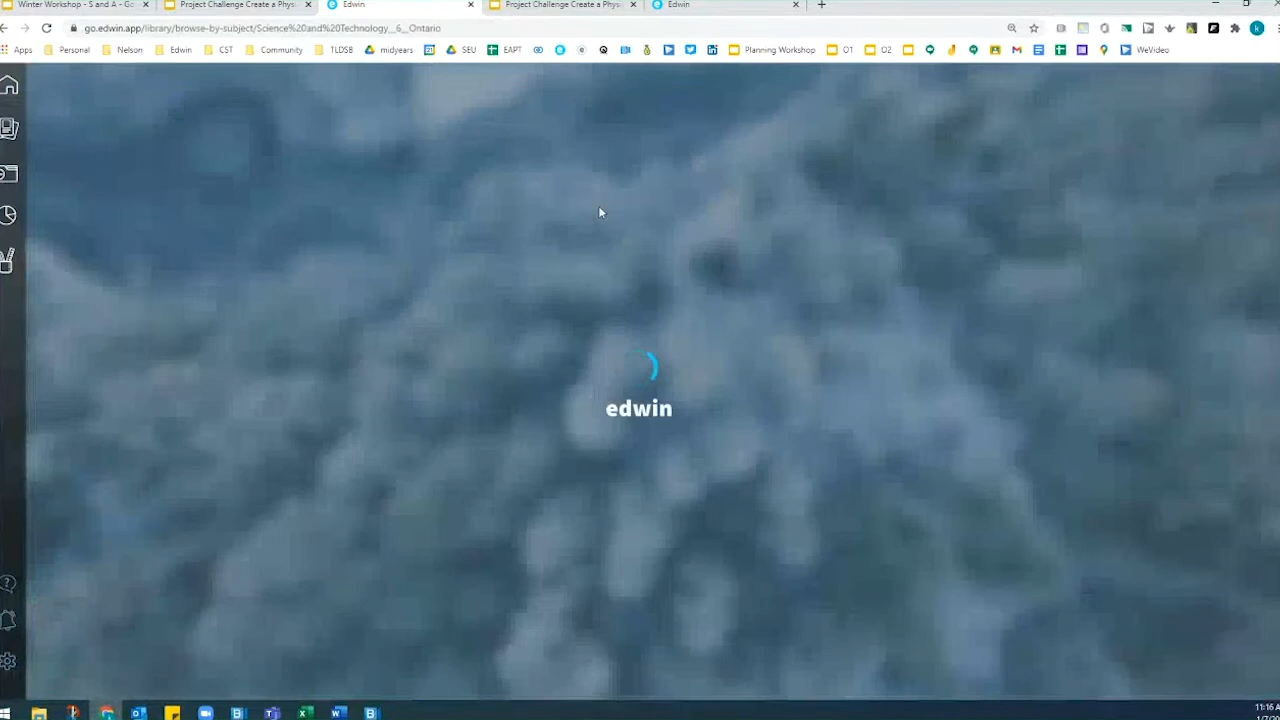 Winter Workshop - S and A - Go
Project Challenge Create a Phys
Edwin
Project Challenge Create a Phys
Edwin
go.edwin.app/library/browse-by-subject/Science%20and%20Technology__6__Ontario
Apps Personal Nelson Edwin CST Community TLDSB midyears SEU EAPT Planning Workshop O1 O2 WeVideo
edwin
11:16 A